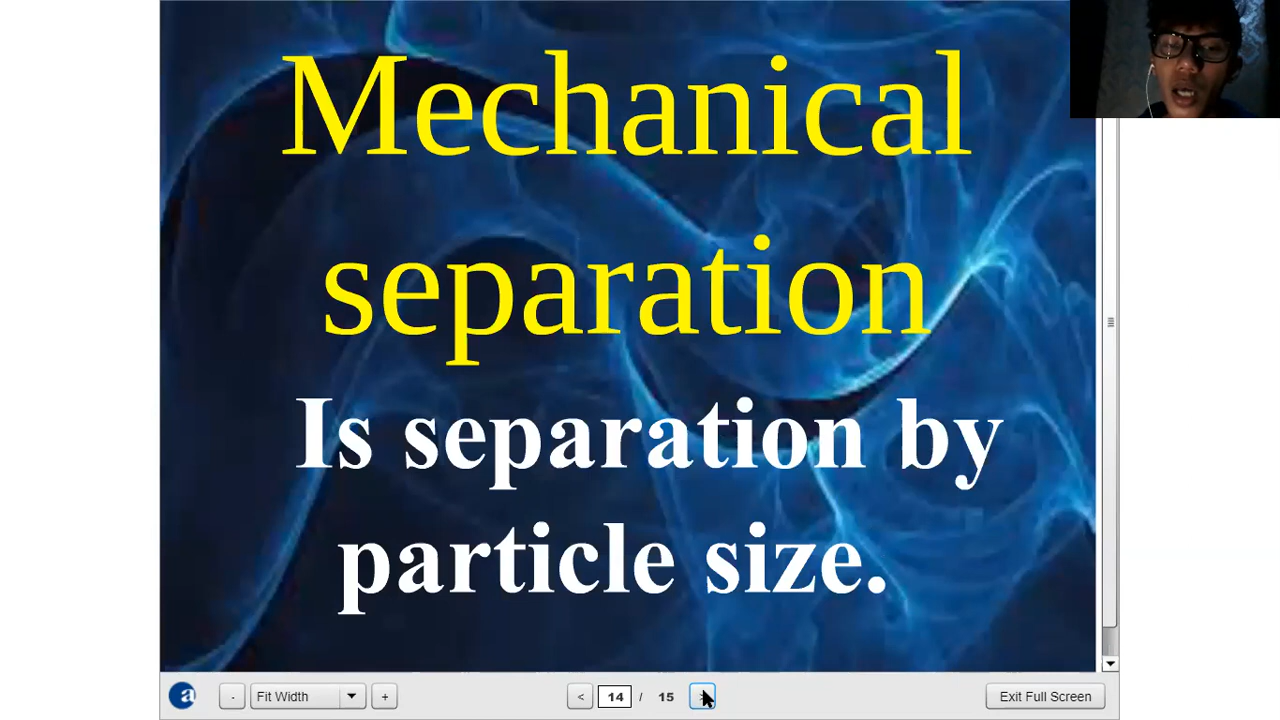 Mechanical
separation
Is separation by
particle size.
a - Fit Width + < 14 / 15 Exit Full Screen